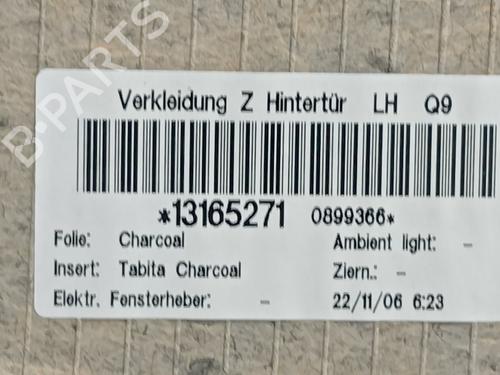 Verkleidung Z Hintertür LH Q9
*13165271 0899366*
Folie: Charcoal Ambient light: -
Insert: Tabita Charcoal Ziern.: -
Elektr. Fensterheber: - 22/11/06 6:23
B-PARTS